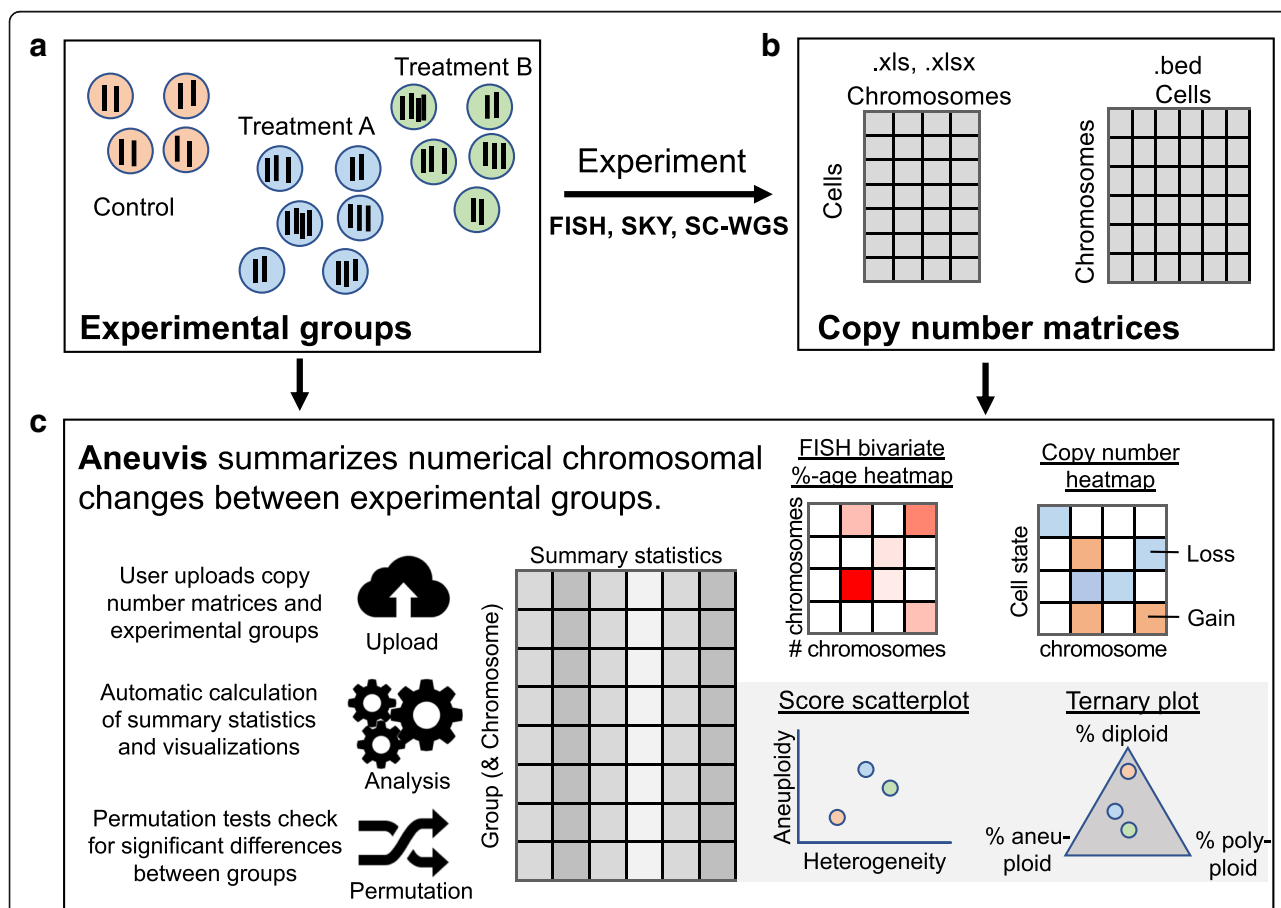 a
Control
Treatment A
Treatment B
Experimental groups
Experiment
FISH, SKY, SC-WGS
b
.xls, .xlsx
Chromosomes
Cells
.bed
Cells
Chromosomes
Copy number matrices
c
Aneuvis summarizes numerical chromosomal
changes between experimental groups.
User uploads copy
number matrices and
experimental groups
Upload
Automatic calculation
of summary statistics
and visualizations
Analysis
Permutation tests check
for significant differences
between groups
Permutation
Summary statistics
Group (& Chromosome)
FISH bivariate
%-age heatmap
# chromosomes
chromosomes
Copy number
heatmap
Cell state
Loss
Gain
chromosome
Score scatterplot
Aneuploidy
Heterogeneity
Ternary plot
% diploid
% aneu-
ploid
% poly-
ploid